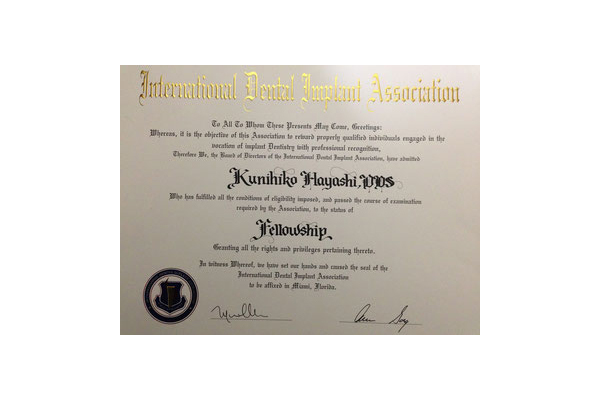 International Dental Implant Association
To All To Whom These Presents May Come, Greetings:
Whereas, it is the objective of this Association to reward properly qualified individuals engaged in the
vocation of implant Dentistry with professional recognition,
Therefore We, the Board of Directors of the International Dental Implant Association, have admitted
Kunihiko Hayashi, DDS
Who has fulfilled all the conditions of eligibility imposed, and passed the course of examination
required by the Association, to the status of
Fellowship
Granting all the rights and privileges pertaining thereto.
In witness Whereof, we have set our hands and caused the seal of the
International Dental Implant Association
to be affixed in Miami, Florida.